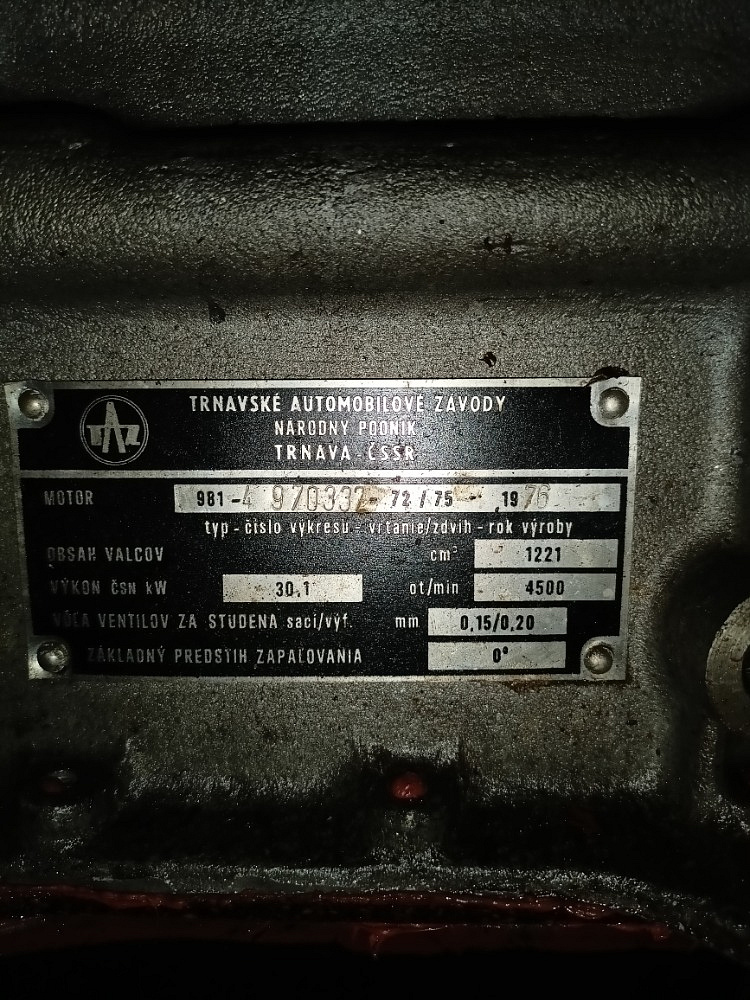 TAZ
TRNAVSKÉ AUTOMOBILOVÉ ZÁVODY
NÁRODNÝ PODNIK
TRNAVA - ČSSR
MOTOR 981 - 4 970332 - 72 / 75 - 1976
typ - číslo výkresu - vŕtanie/zdvih - rok výroby
OBSAH VALCOV cm³ 1221
VÝKON ČSN kW 30,1 ot/min 4500
VÔĽA VENTILOV ZA STUDENA sací/výf. mm 0,15/0,20
ZÁKLADNÝ PREDSTIH ZAPAĽOVANIA 0°